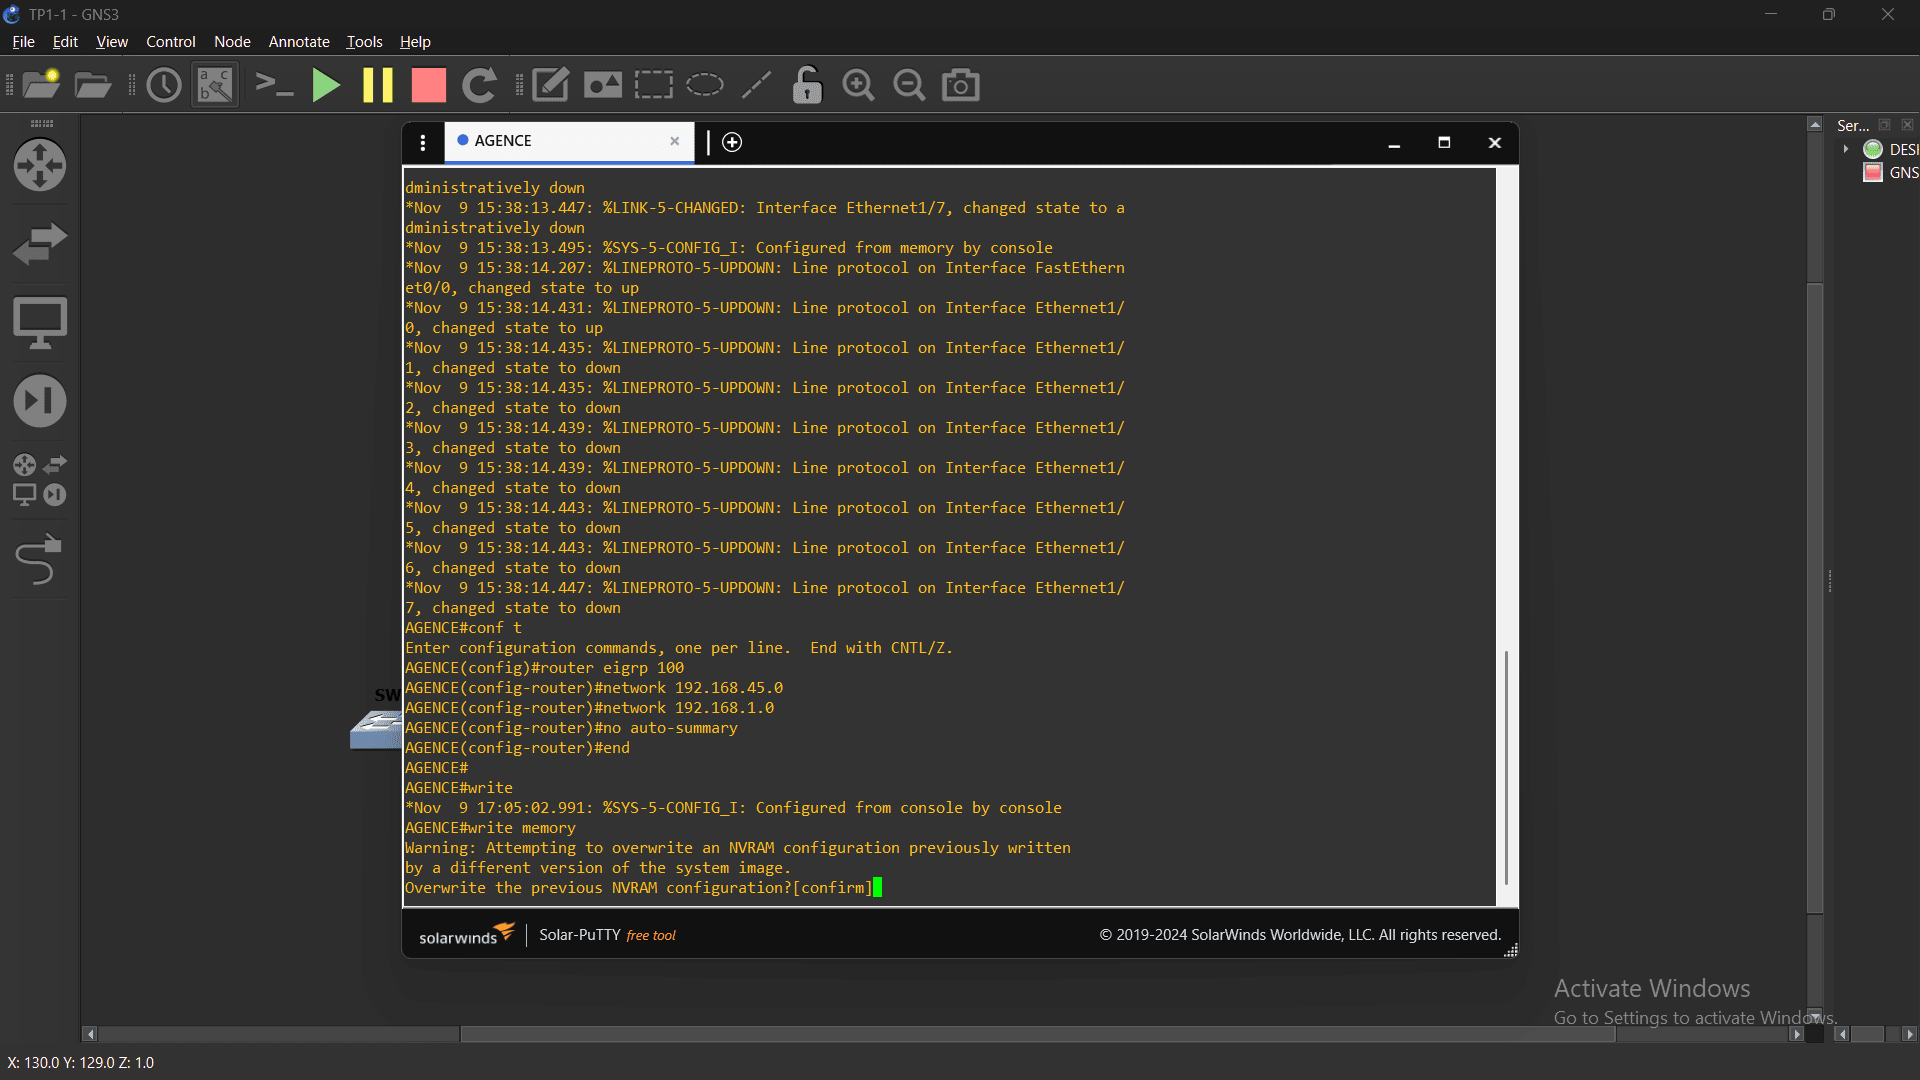 TP1-1 - GNS3
File Edit View Control Node Annotate Tools Help
a c
b
Ser...
DESI
GNS
AGENCE
dministratively down
*Nov  9 15:38:13.447: %LINK-5-CHANGED: Interface Ethernet1/7, changed state to a
dministratively down
*Nov  9 15:38:13.495: %SYS-5-CONFIG_I: Configured from memory by console
*Nov  9 15:38:14.207: %LINEPROTO-5-UPDOWN: Line protocol on Interface FastEthern
et0/0, changed state to up
*Nov  9 15:38:14.431: %LINEPROTO-5-UPDOWN: Line protocol on Interface Ethernet1/
0, changed state to up
*Nov  9 15:38:14.435: %LINEPROTO-5-UPDOWN: Line protocol on Interface Ethernet1/
1, changed state to down
*Nov  9 15:38:14.435: %LINEPROTO-5-UPDOWN: Line protocol on Interface Ethernet1/
2, changed state to down
*Nov  9 15:38:14.439: %LINEPROTO-5-UPDOWN: Line protocol on Interface Ethernet1/
3, changed state to down
*Nov  9 15:38:14.439: %LINEPROTO-5-UPDOWN: Line protocol on Interface Ethernet1/
4, changed state to down
*Nov  9 15:38:14.443: %LINEPROTO-5-UPDOWN: Line protocol on Interface Ethernet1/
5, changed state to down
*Nov  9 15:38:14.443: %LINEPROTO-5-UPDOWN: Line protocol on Interface Ethernet1/
6, changed state to down
*Nov  9 15:38:14.447: %LINEPROTO-5-UPDOWN: Line protocol on Interface Ethernet1/
7, changed state to down
AGENCE#conf t
Enter configuration commands, one per line.  End with CNTL/Z.
AGENCE(config)#router eigrp 100
AGENCE(config-router)#network 192.168.45.0
SW
AGENCE(config-router)#network 192.168.1.0
AGENCE(config-router)#no auto-summary
AGENCE(config-router)#end
AGENCE#
AGENCE#write
*Nov  9 17:05:02.991: %SYS-5-CONFIG_I: Configured from console by console
AGENCE#write memory
Warning: Attempting to overwrite an NVRAM configuration previously written
by a different version of the system image.
Overwrite the previous NVRAM configuration?[confirm]
solarwinds Solar-PuTTY free tool
© 2019-2024 SolarWinds Worldwide, LLC. All rights reserved.
Activate Windows
Go to Settings to activate Windows.
X: 130.0 Y: 129.0 Z: 1.0